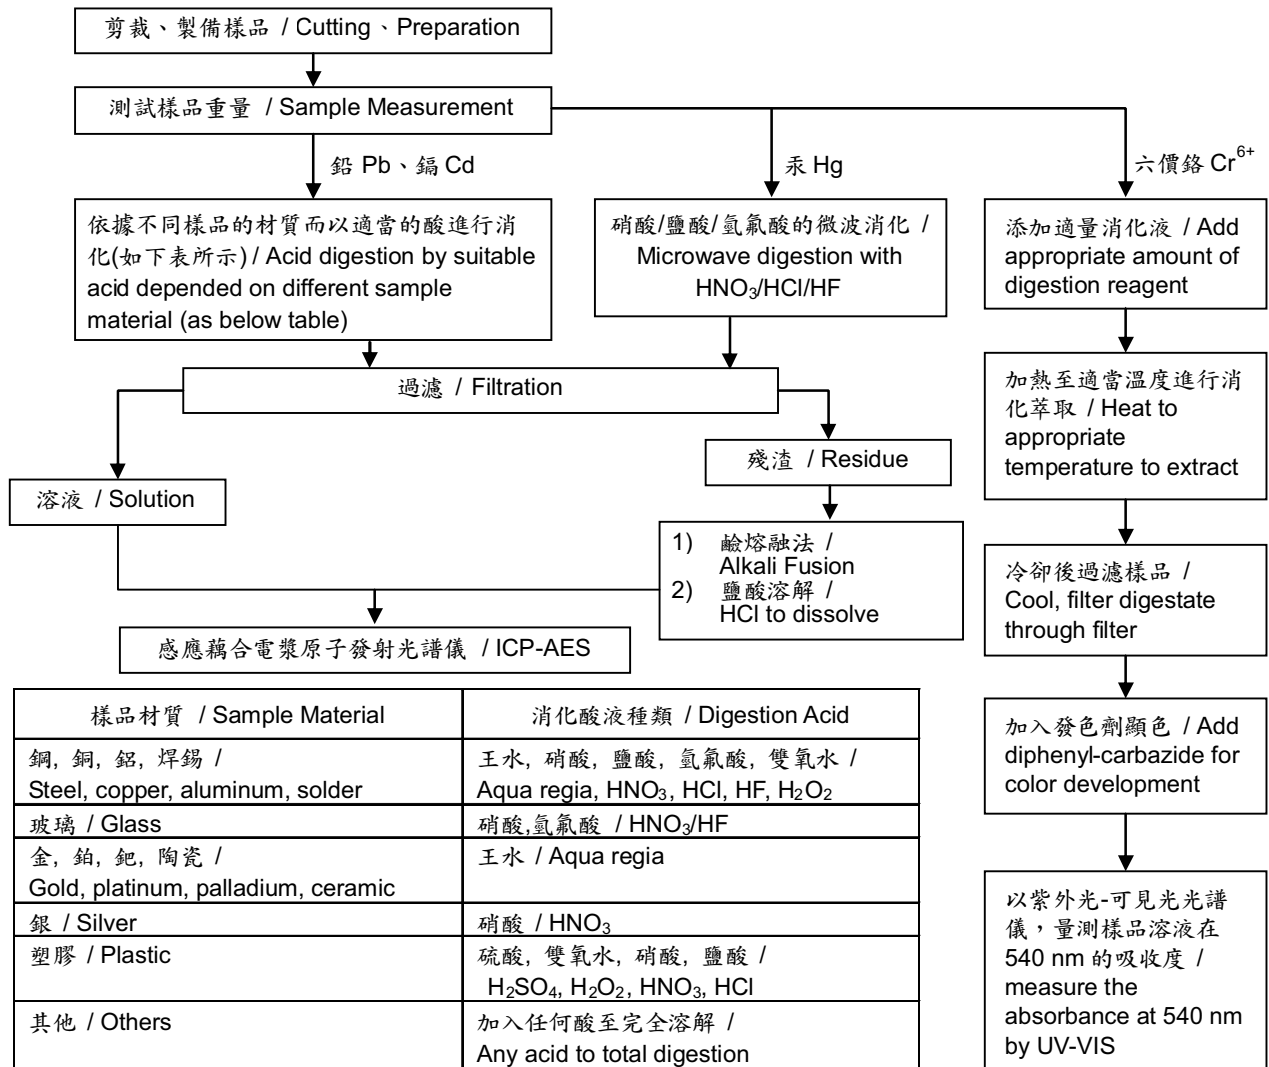 剪裁、製備樣品 / Cutting、Preparation
測試樣品重量 / Sample Measurement
鉛 Pb、鎘 Cd
汞 Hg
六價鉻 Cr⁶⁺
依據不同樣品的材質而以適當的酸進行消
化(如下表所示) / Acid digestion by suitable
acid depended on different sample
material (as below table)
硝酸/鹽酸/氫氟酸的微波消化 /
Microwave digestion with
HNO₃/HCl/HF
添加適量消化液 / Add
appropriate amount of
digestion reagent
過濾 / Filtration
加熱至適當溫度進行消
化萃取 / Heat to
appropriate
temperature to extract
溶液 / Solution
殘渣 / Residue
1) 鹼熔融法 /
Alkali Fusion
2) 鹽酸溶解 /
HCl to dissolve
冷卻後過濾樣品 /
Cool, filter digestate
through filter
感應藕合電漿原子發射光譜儀 / ICP-AES
加入發色劑顯色 / Add
diphenyl-carbazide for
color development
以紫外光-可見光光譜
儀，量測樣品溶液在
540 nm 的吸收度 /
measure the
absorbance at 540 nm
by UV-VIS
樣品材質 / Sample Material
消化酸液種類 / Digestion Acid
鋼, 銅, 鋁, 焊錫 /
Steel, copper, aluminum, solder
王水, 硝酸, 鹽酸, 氫氟酸, 雙氧水 /
Aqua regia, HNO₃, HCl, HF, H₂O₂
玻璃 / Glass
硝酸,氫氟酸 / HNO₃/HF
金, 鉑, 鈀, 陶瓷 /
Gold, platinum, palladium, ceramic
王水 / Aqua regia
銀 / Silver
硝酸 / HNO₃
塑膠 / Plastic
硫酸, 雙氧水, 硝酸, 鹽酸 /
H₂SO₄, H₂O₂, HNO₃, HCl
其他 / Others
加入任何酸至完全溶解 /
Any acid to total digestion